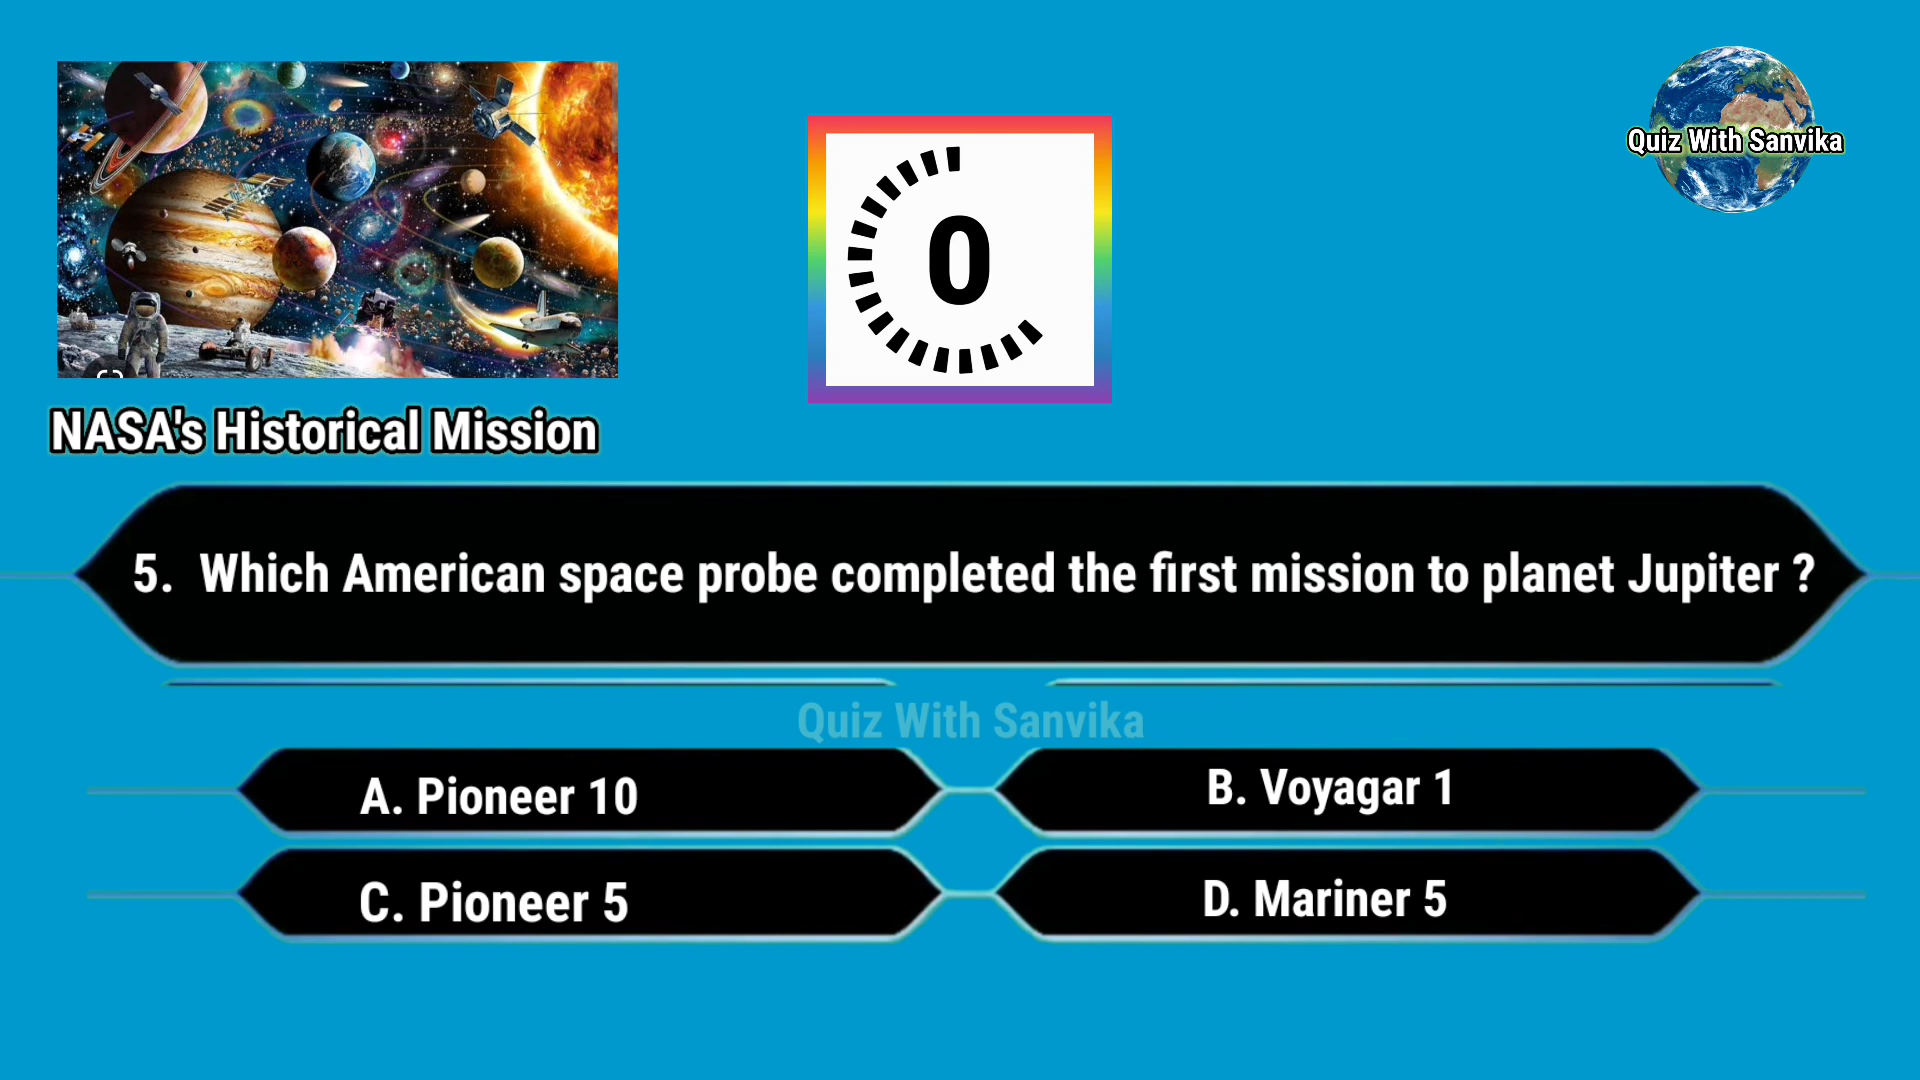 Quiz With Sanvika
0
NASA's Historical Mission
5. Which American space probe completed the first mission to planet Jupiter ?
Quiz With Sanvika
A. Pioneer 10
B. Voyagar 1
C. Pioneer 5
D. Mariner 5